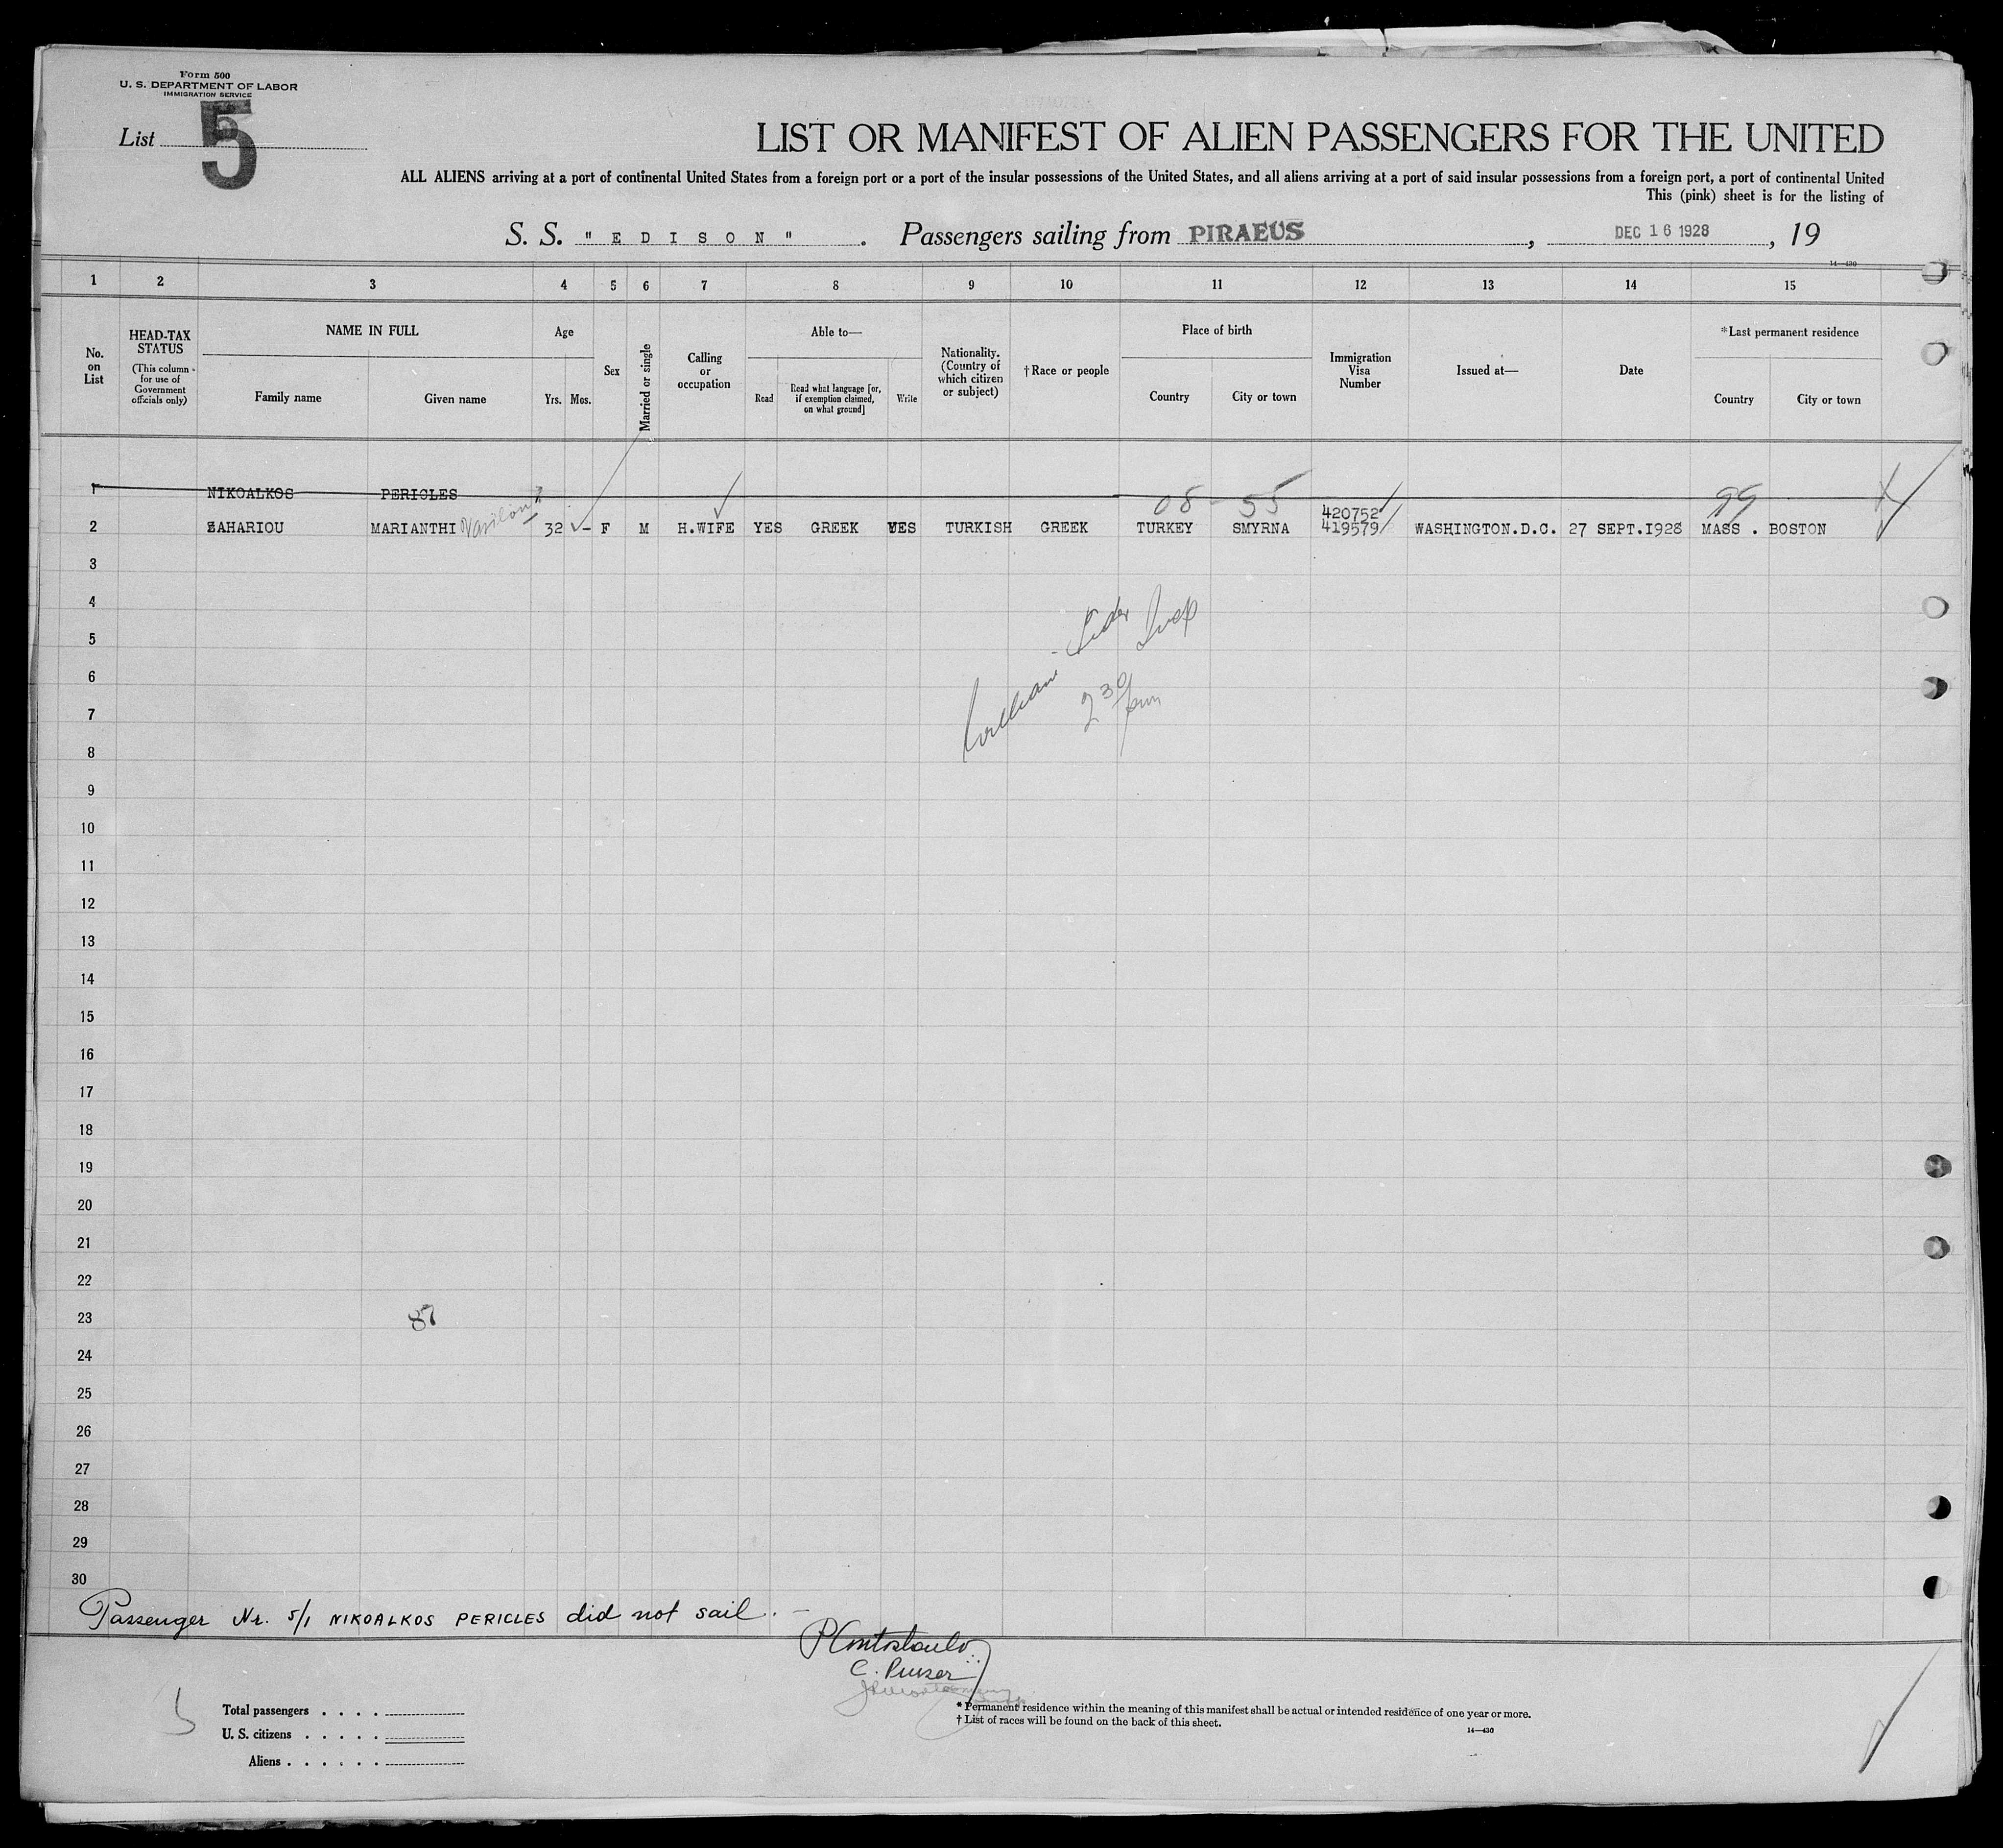 Form 500
U. S. DEPARTMENT OF LABOR
IMMIGRATION SERVICE
List 5
LIST OR MANIFEST OF ALIEN PASSENGERS FOR THE UNITED
ALL ALIENS arriving at a port of continental United States from a foreign port or a port of the insular possessions of the United States, and all aliens arriving at a port of said insular possessions from a foreign port, a port of continental United
This (pink) sheet is for the listing of
S. S. " E D I S O N " . Passengers sailing from PIRAEUS , DEC 16 1928 , 19
14—430
1 2 3 4 5 6 7 8 9 10 11 12 13 14 15
No. on List
HEAD-TAX STATUS
(This column for use of Government officials only)
NAME IN FULL
Family name Given name
Age
Yrs. Mos.
Sex
Married or single
Calling or occupation
Able to—
Read
Read what language [or, if exemption claimed, on what ground]
Write
Nationality. (Country of which citizen or subject)
† Race or people
Place of birth
Country City or town
Immigration Visa Number
Issued at—
Date
*Last permanent residence
Country City or town
1 NIKOALKOS PERICLES
08 - 55 99
420752
2 ZAHARIOU MARIANTHI 32 - F M H.WIFE YES GREEK YES TURKISH GREEK TURKEY SMYRNA 419579 WASHINGTON.D.C. 27 SEPT.1928 MASS . BOSTON
3
4
5
6
7
2 30 pm
8
9
10
11
12
13
14
15
16
17
18
19
20
21
22
23 87
24
25
26
27
28
29
30
Passenger Nr. 5/1 NIKOALKOS PERICLES did not sail. -
C. Purser
Total passengers . . . .
U. S. citizens . . . . .
Aliens . . . . . .
* Permanent residence within the meaning of this manifest shall be actual or intended residence of one year or more.
† List of races will be found on the back of this sheet.
14—430